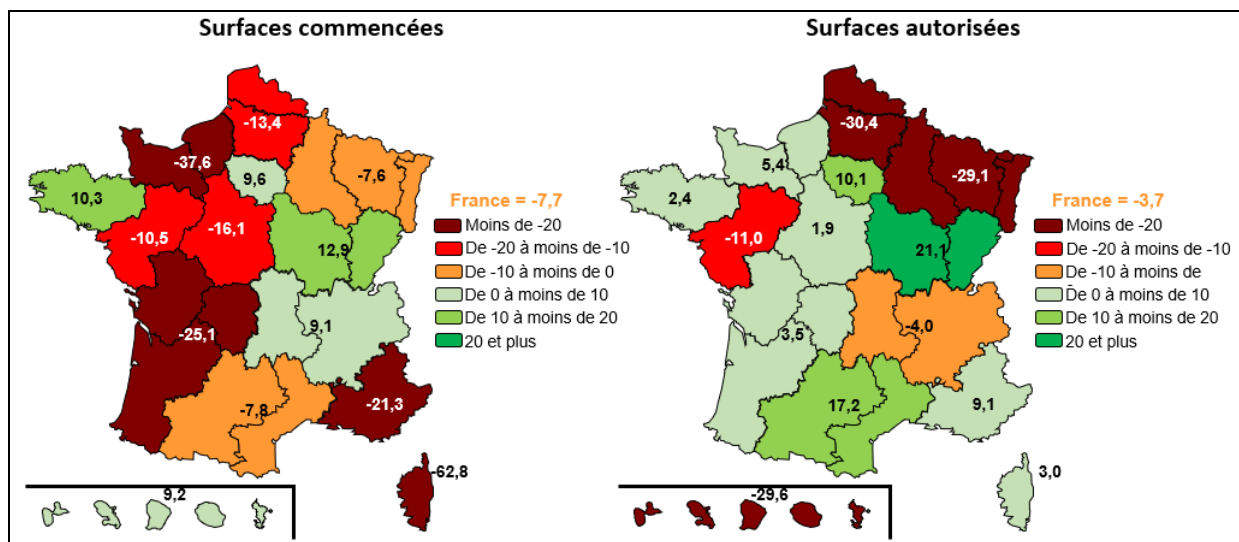 Surfaces commencées
-13,4
-37,6
9,6
-7,6
10,3
-10,5
-16,1
12,9
-25,1
9,1
-7,8
-21,3
-62,8
9,2
France = -7,7
Moins de -20
De -20 à moins de -10
De -10 à moins de 0
De 0 à moins de 10
De 10 à moins de 20
20 et plus
Surfaces autorisées
-30,4
5,4
10,1
-29,1
2,4
-11,0
1,9
21,1
3,5
-4,0
17,2
9,1
3,0
-29,6
France = -3,7
Moins de -20
De -20 à moins de -10
De -10 à moins de
De 0 à moins de 10
De 10 à moins de 20
20 et plus